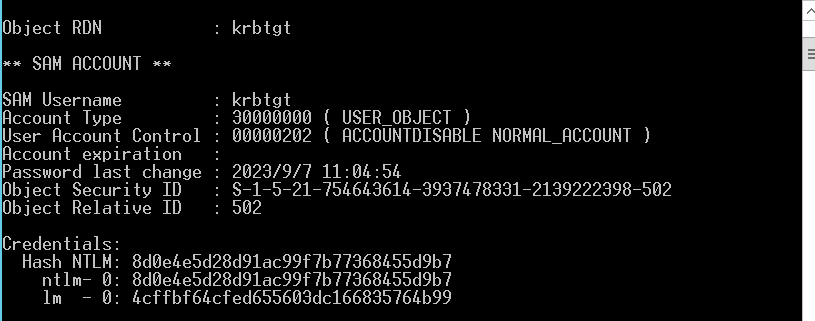 Object RDN           : krbtgt
** SAM ACCOUNT **
SAM Username         : krbtgt
Account Type         : 30000000 ( USER_OBJECT )
User Account Control : 00000202 ( ACCOUNTDISABLE NORMAL_ACCOUNT )
Account expiration   :
Password last change : 2023/9/7 11:04:54
Object Security ID   : S-1-5-21-754643614-3937478331-2139222398-502
Object Relative ID   : 502
Credentials:
  Hash NTLM: 8d0e4e5d28d91ac99f7b77368455d9b7
    ntlm- 0: 8d0e4e5d28d91ac99f7b77368455d9b7
    lm  - 0: 4cffbf64cfed655603dc166835764b99